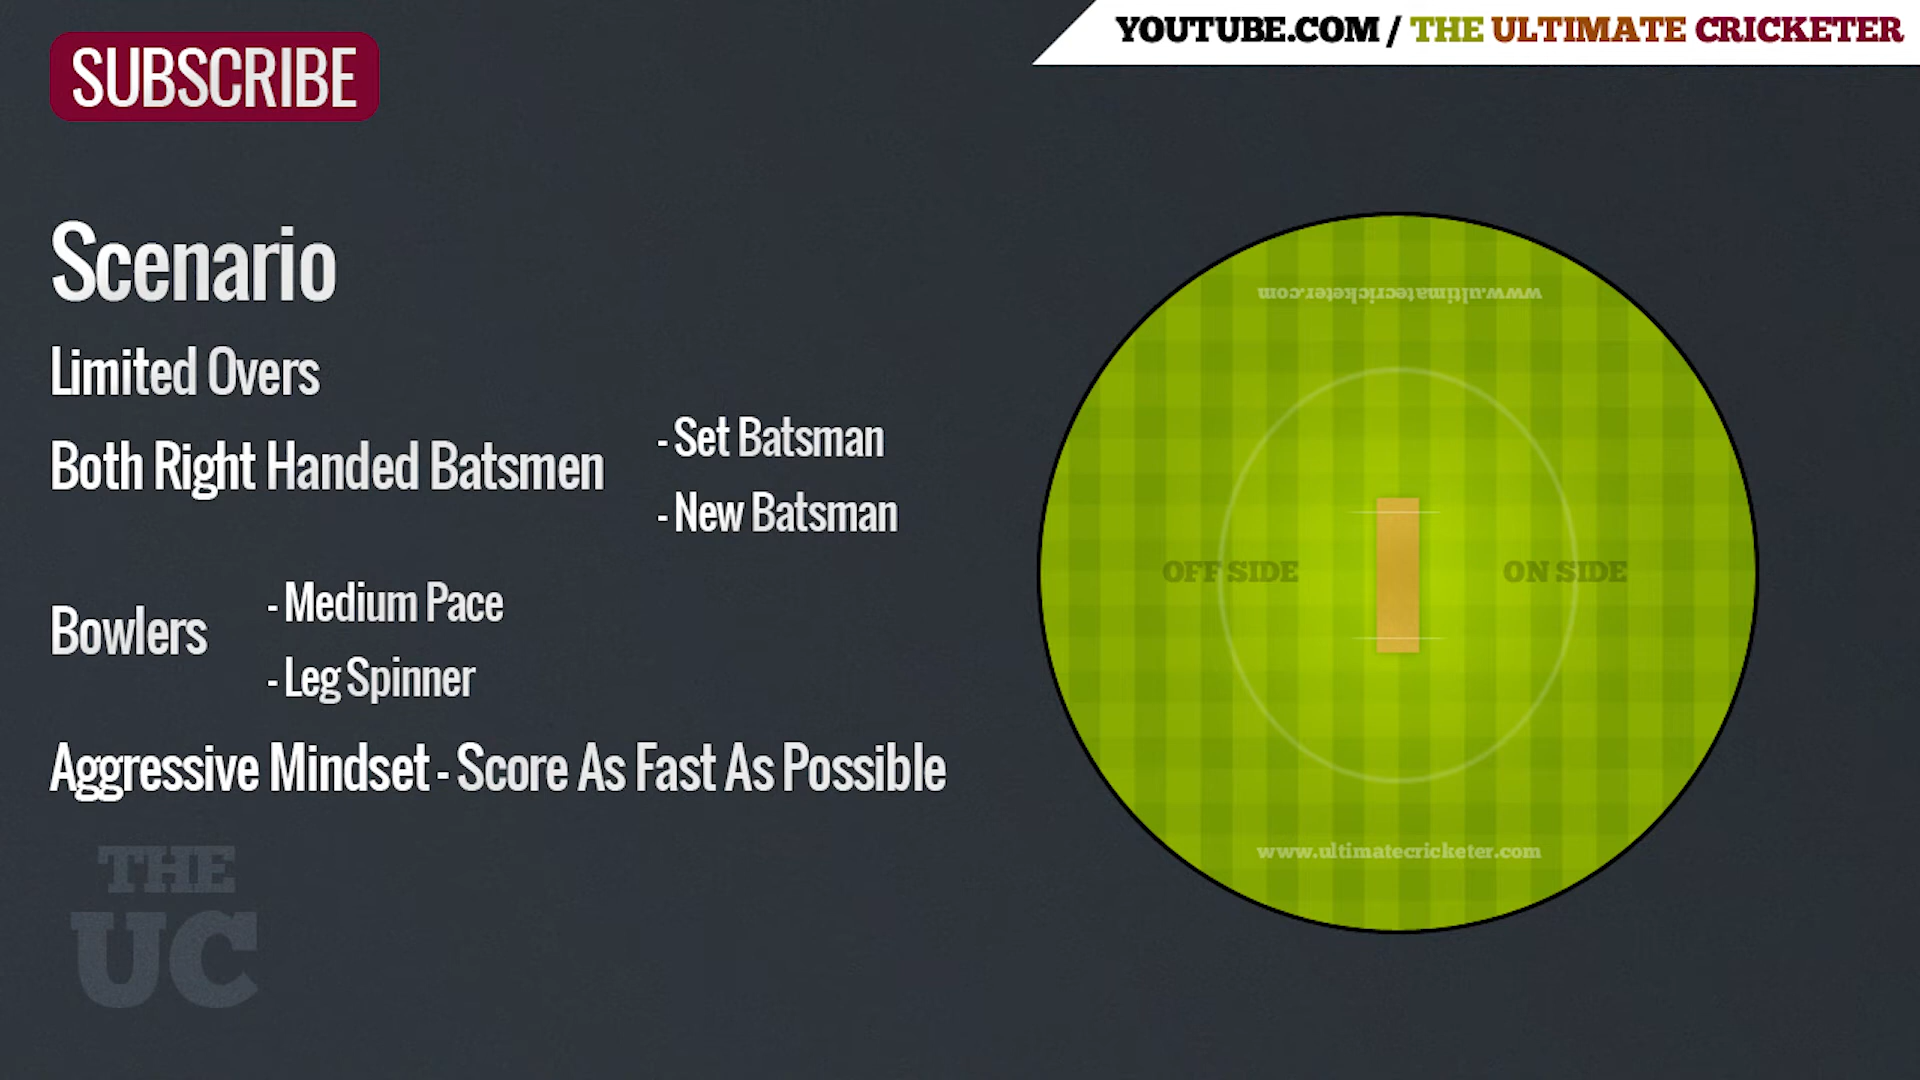 YOUTUBE.COM / THE ULTIMATE CRICKETER
SUBSCRIBE
Scenario
Limited Overs
Both Right Handed Batsmen
- Set Batsman
- New Batsman
Bowlers
- Medium Pace
- Leg Spinner
Aggressive Mindset - Score As Fast As Possible
THE
UC
www.ultimatecricketer.com
OFF SIDE
ON SIDE
www.ultimatecricketer.com